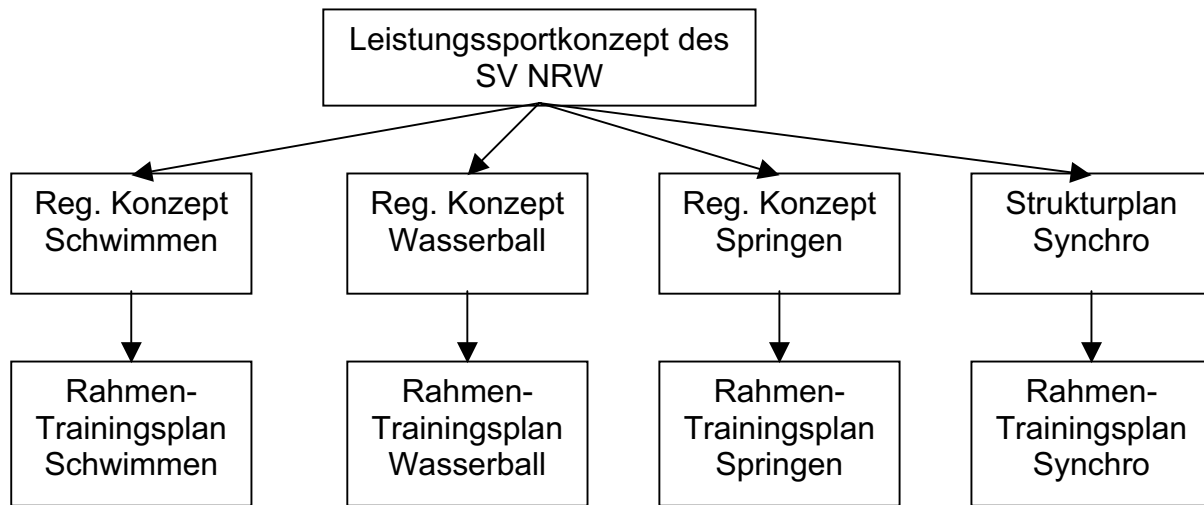 Leistungssportkonzept des
SV NRW
Reg. Konzept
Schwimmen
Reg. Konzept
Wasserball
Reg. Konzept
Springen
Strukturplan
Synchro
Rahmen-
Trainingsplan
Schwimmen
Rahmen-
Trainingsplan
Wasserball
Rahmen-
Trainingsplan
Springen
Rahmen-
Trainingsplan
Synchro